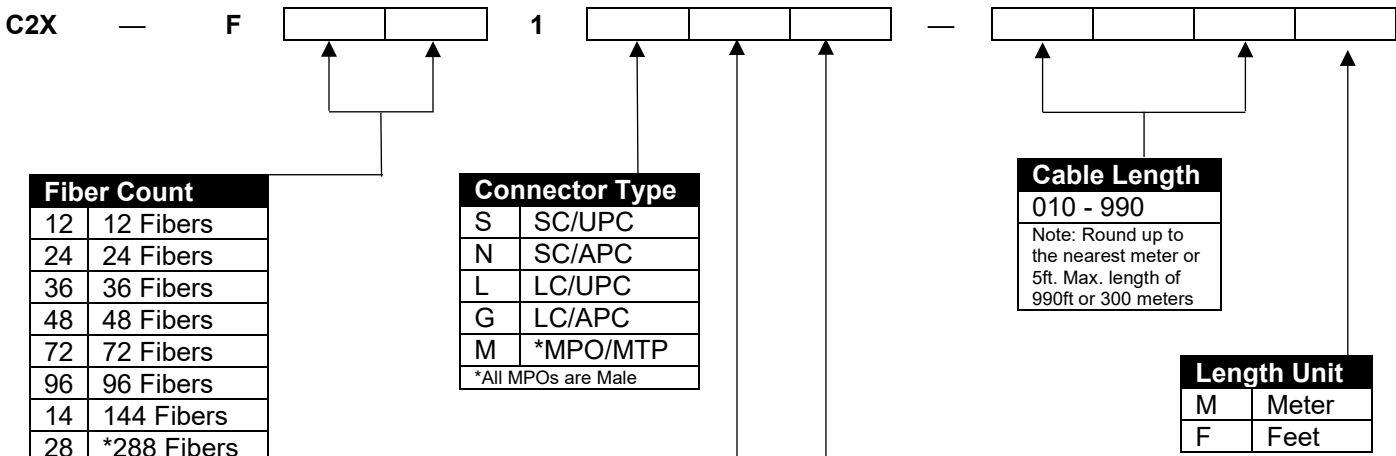 C2X — F 1 —
Fiber Count
12 12 Fibers
24 24 Fibers
36 36 Fibers
48 48 Fibers
72 72 Fibers
96 96 Fibers
14 144 Fibers
28 *288 Fibers
Connector Type
S SC/UPC
N SC/APC
L LC/UPC
G LC/APC
M *MPO/MTP
*All MPOs are Male
Cable Length
010 - 990
Note: Round up to
the nearest meter or
5ft. Max. length of
990ft or 300 meters
Length Unit
M Meter
F Feet